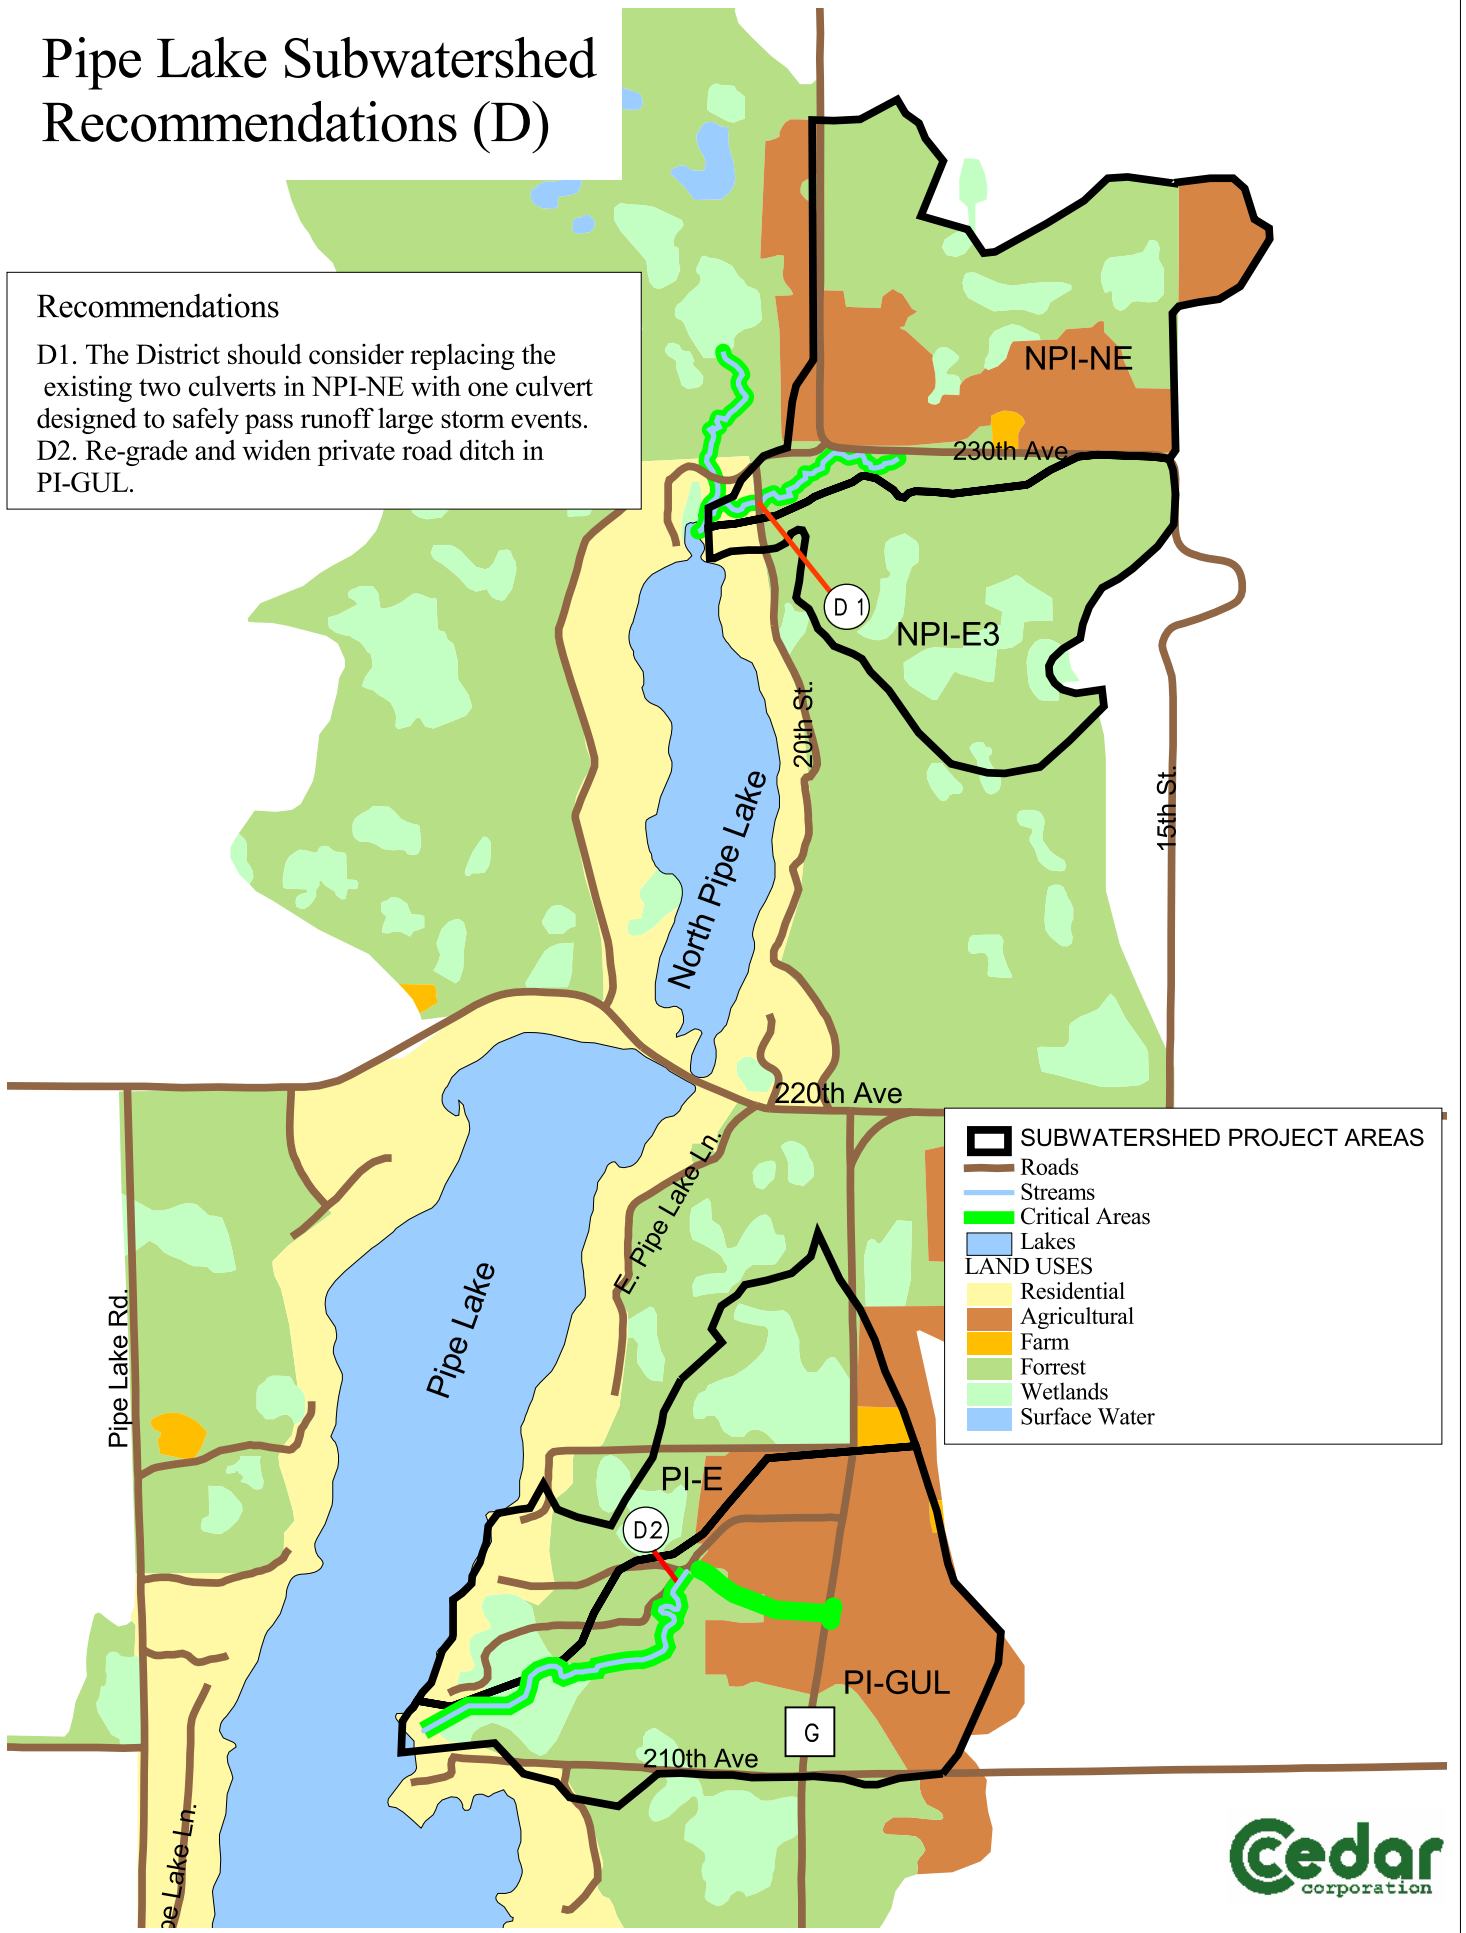 Pipe Lake Subwatershed
Recommendations (D)
Recommendations
D1. The District should consider replacing the
existing two culverts in NPI-NE with one culvert
designed to safely pass runoff large storm events.
D2. Re-grade and widen private road ditch in
PI-GUL.
NPI-NE
230th Ave
D 1
NPI-E3
20th St.
15th St.
North Pipe Lake
220th Ave
E. Pipe Lake Ln.
Pipe Lake
Pipe Lake Rd.
SUBWATERSHED PROJECT AREAS
Roads
Streams
Critical Areas
Lakes
LAND USES
Residential
Agricultural
Farm
Forrest
Wetlands
Surface Water
PI-E
D2
PI-GUL
G
210th Ave
pe Lake Ln.
Cedar
corporation